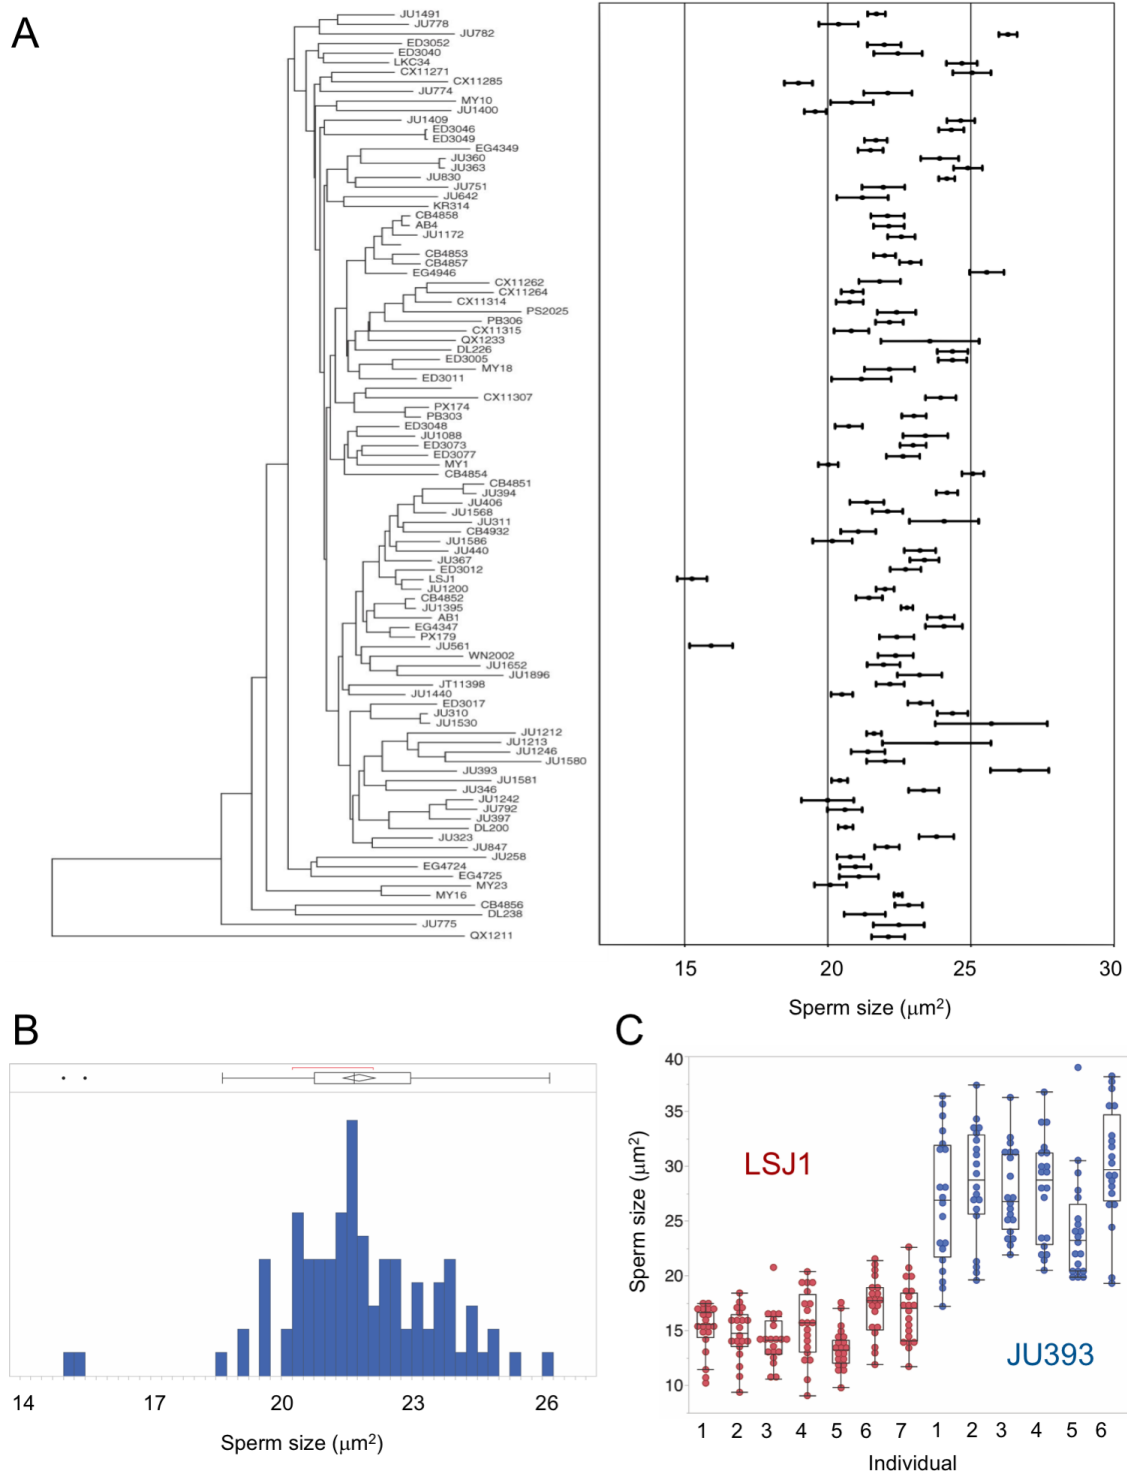 A
JU1491
JU778
JU782
ED3052
ED3040
LKC34
CX11271
CX11285
JU774
MY10
JU1400
JU1409
ED3046
ED3049
EG4349
JU360
JU363
JU830
JU751
JU642
KR314
CB4858
AB4
JU1172
CB4853
CB4857
EG4946
CX11262
CX11264
CX11314
PS2025
PB306
CX11315
QX1233
DL226
ED3005
MY18
ED3011
CX11307
PX174
PB303
ED3048
JU1088
ED3073
ED3077
MY1
CB4854
CB4851
JU394
JU406
JU1568
JU311
CB4932
JU1586
JU440
JU367
ED3012
LSJ1
JU1200
CB4852
JU1395
AB1
EG4347
PX179
JU561
WN2002
JU1652
JU1896
JT11398
JU1440
ED3017
JU310
JU1530
JU1212
JU1213
JU1246
JU1580
JU393
JU1581
JU346
JU1242
JU792
JU397
DL200
JU323
JU847
JU258
EG4724
EG4725
MY23
MY16
CB4856
DL238
JU775
QX1211
15 20 25 30
Sperm size (μm²)
B
14 17 20 23 26
Sperm size (μm²)
C
40
35
30
25
20
15
10
Sperm size (μm²)
LSJ1
JU393
1 2 3 4 5 6 7 1 2 3 4 5 6
Individual